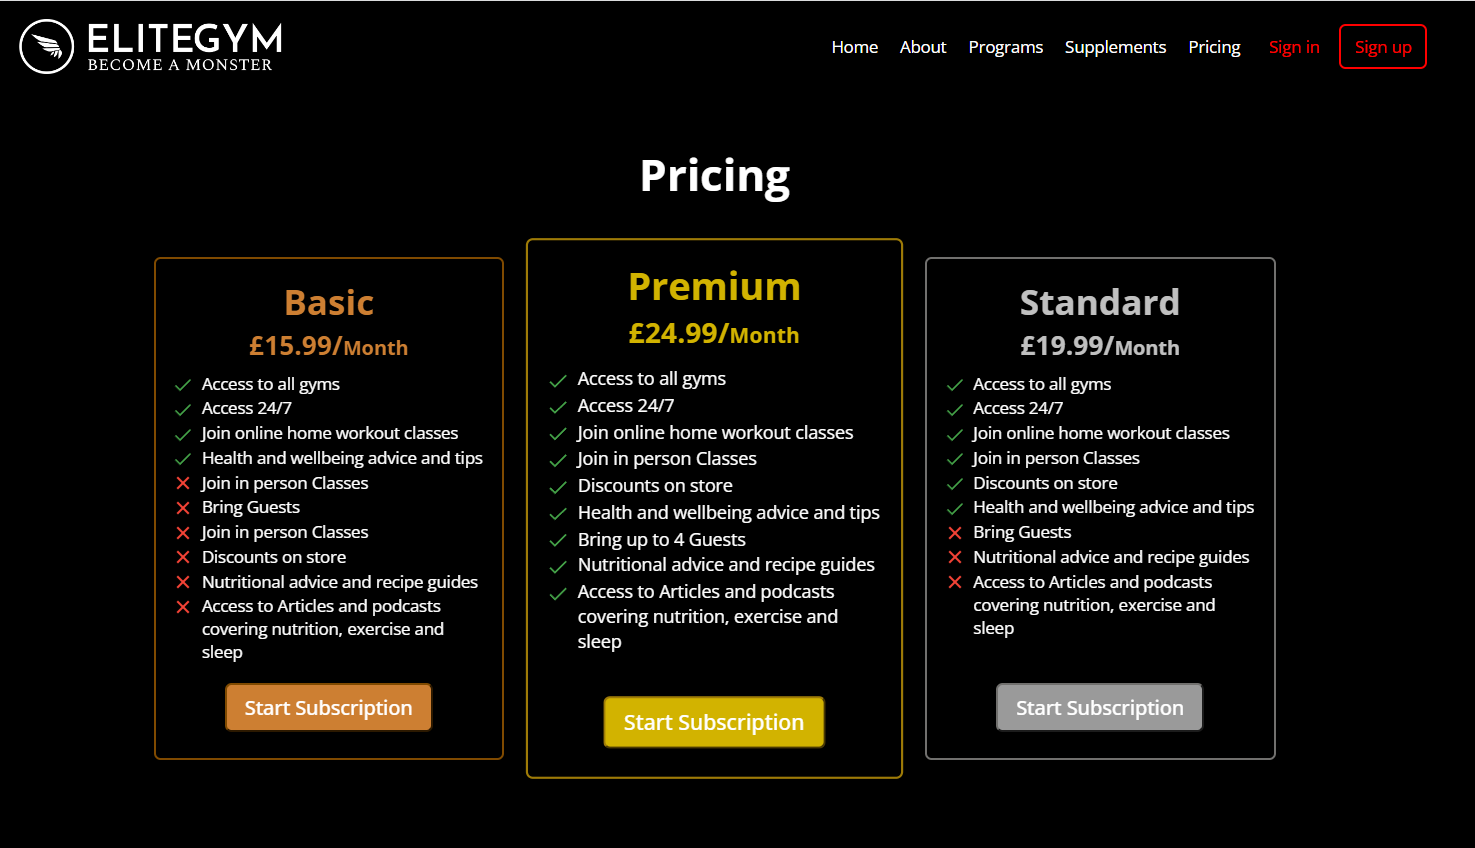 ELITEGYM
BECOME A MONSTER
Home About Programs Supplements Pricing Sign in Sign up
Pricing
Basic
£15.99/Month
Access to all gyms
Access 24/7
Join online home workout classes
Health and wellbeing advice and tips
Join in person Classes
Bring Guests
Join in person Classes
Discounts on store
Nutritional advice and recipe guides
Access to Articles and podcasts
covering nutrition, exercise and
sleep
Start Subscription
Premium
£24.99/Month
Access to all gyms
Access 24/7
Join online home workout classes
Join in person Classes
Discounts on store
Health and wellbeing advice and tips
Bring up to 4 Guests
Nutritional advice and recipe guides
Access to Articles and podcasts
covering nutrition, exercise and
sleep
Start Subscription
Standard
£19.99/Month
Access to all gyms
Access 24/7
Join online home workout classes
Join in person Classes
Discounts on store
Health and wellbeing advice and tips
Bring Guests
Nutritional advice and recipe guides
Access to Articles and podcasts
covering nutrition, exercise and
sleep
Start Subscription